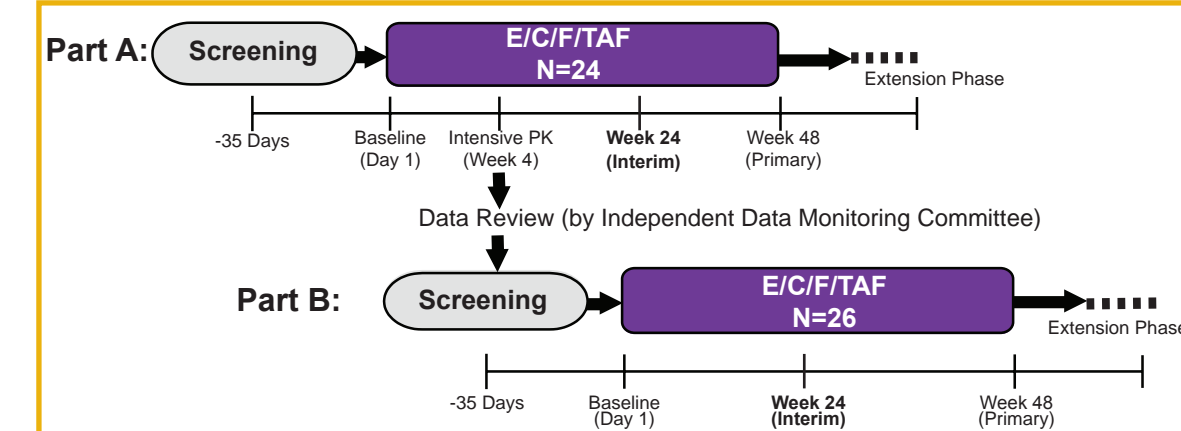 Part A:
Screening
E/C/F/TAF
N=24
Extension Phase
-35 Days
Baseline
(Day 1)
Intensive PK
(Week 4)
Week 24
(Interim)
Week 48
(Primary)
Data Review (by Independent Data Monitoring Committee)
Part B:
Screening
E/C/F/TAF
N=26
Extension Phase
-35 Days
Baseline
(Day 1)
Week 24
(Interim)
Week 48
(Primary)